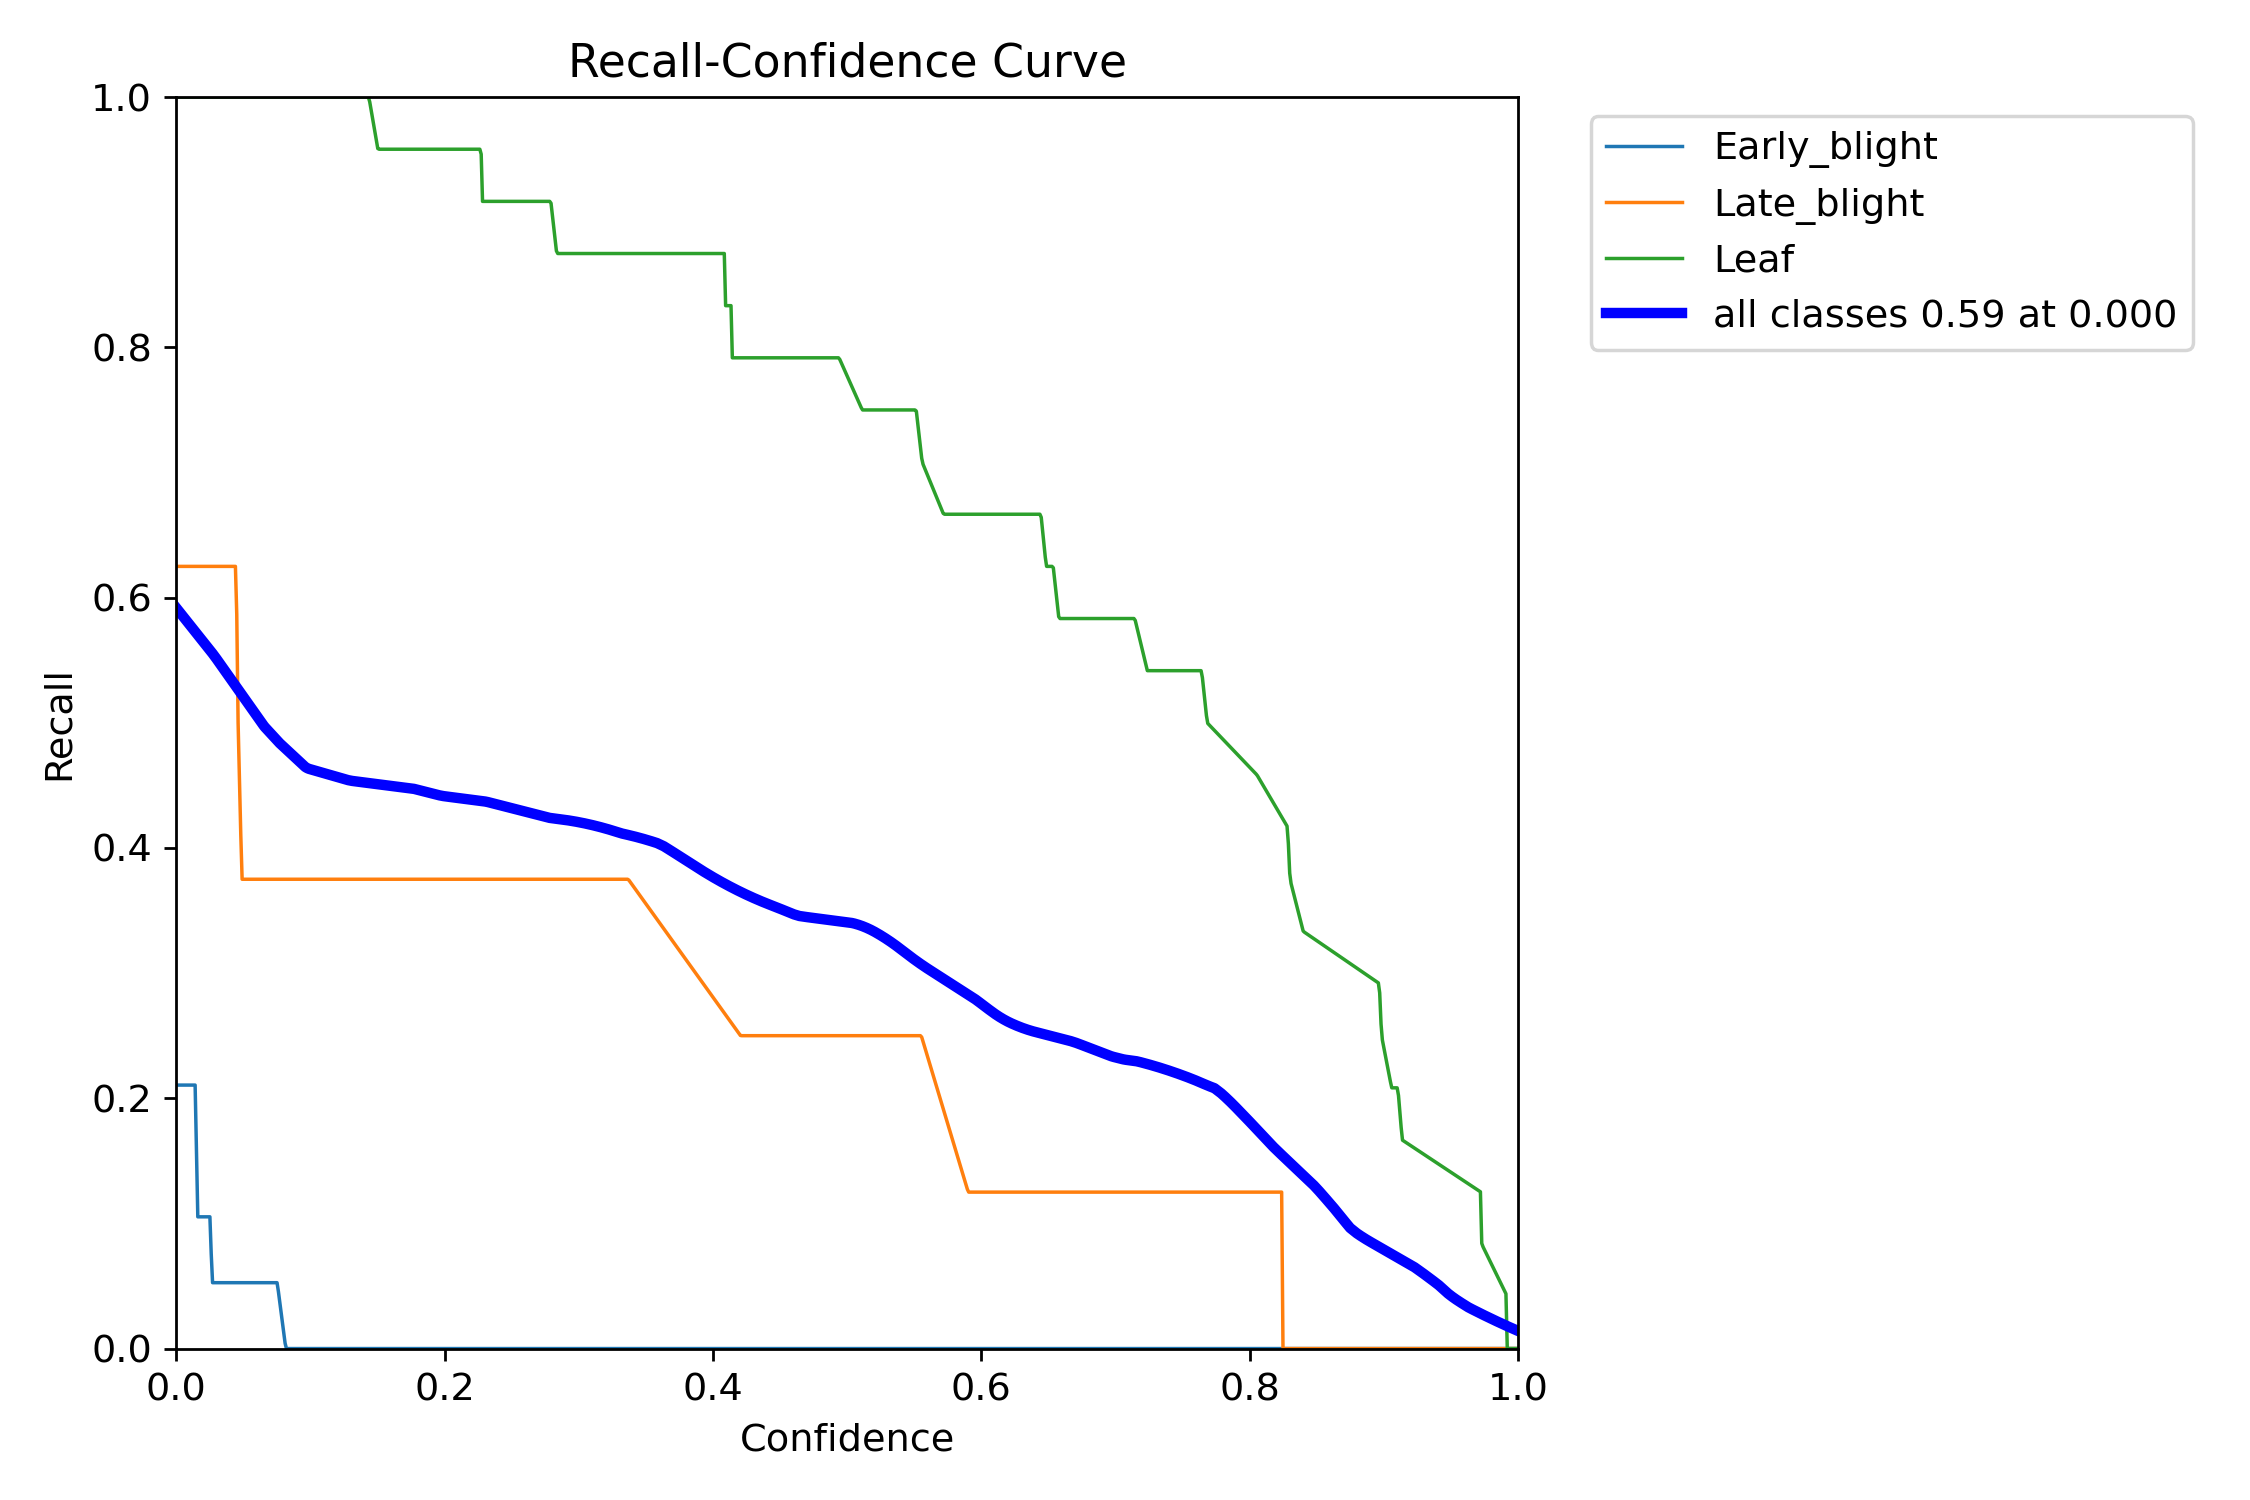 Recall-Confidence Curve
1.0
0.8
0.6
0.4
0.2
0.0
Recall
0.0 0.2 0.4 0.6 0.8 1.0
Confidence
Early_blight
Late_blight
Leaf
all classes 0.59 at 0.000